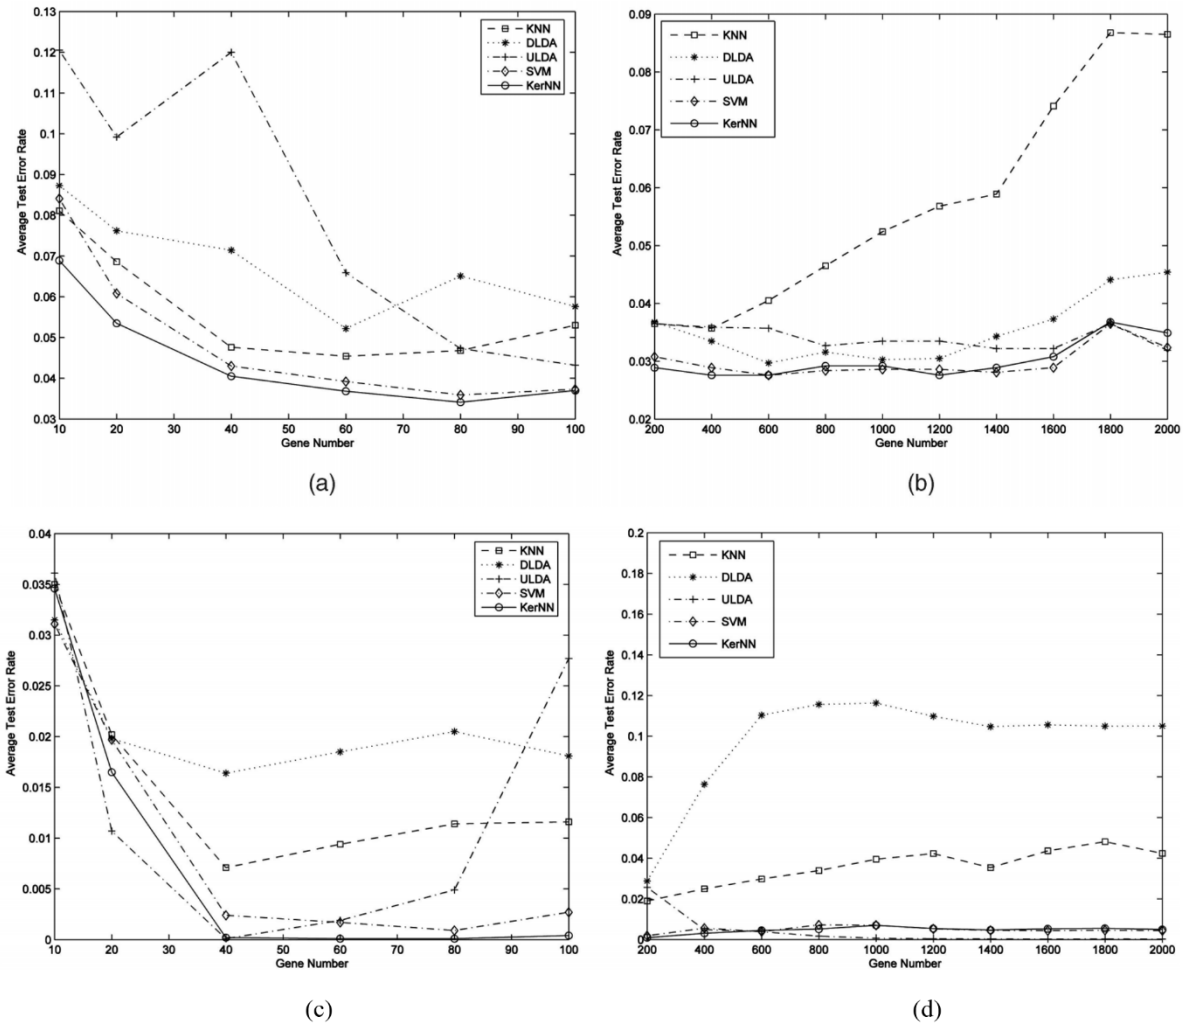 0.13
0.12
0.11
0.1
0.09
0.08
0.07
0.06
0.05
0.04
0.03
Average Test Error Rate
KNN
DLDA
ULDA
SVM
KerNN
10 20 30 40 50 60 70 80 90 100
Gene Number
(a)
0.09
0.08
0.07
0.06
0.05
0.04
0.03
0.02
Average Test Error Rate
KNN
DLDA
ULDA
SVM
KerNN
200 400 600 800 1000 1200 1400 1600 1800 2000
Gene Number
(b)
0.04
0.035
0.03
0.025
0.02
0.015
0.01
0.005
0
Average Test Error Rate
KNN
DLDA
ULDA
SVM
KerNN
10 20 30 40 50 60 70 80 90 100
Gene Number
(c)
0.2
0.18
0.16
0.14
0.12
0.1
0.08
0.06
0.04
0.02
0
Average Test Error Rate
KNN
DLDA
ULDA
SVM
KerNN
200 400 600 800 1000 1200 1400 1600 1800 2000
Gene Number
(d)